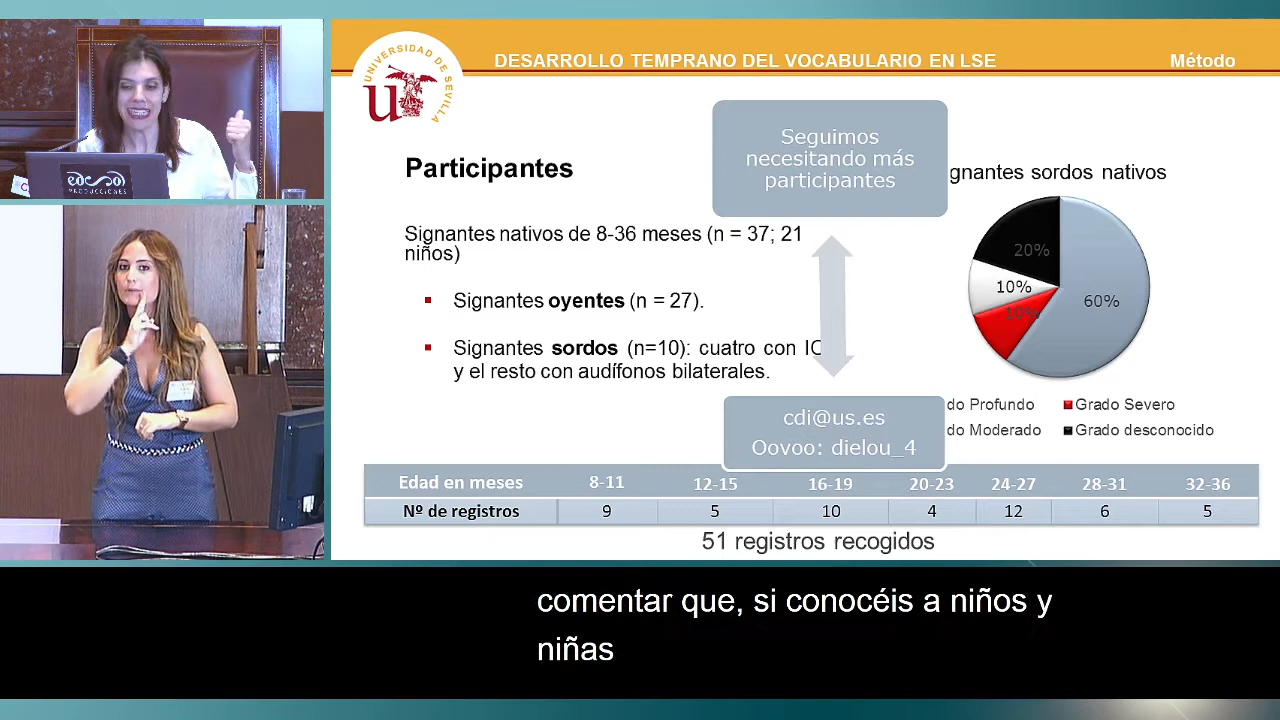 DESARROLLO TEMPRANO DEL VOCABULARIO EN LSE
Método
UNIVERSIDAD DE SEVILLA
Seguimos
necesitando más
participantes
Participantes
gnantes sordos nativos
Signantes nativos de 8-36 meses (n = 37; 21
niños)
Signantes oyentes (n = 27).
Signantes sordos (n=10): cuatro con IC
y el resto con audífonos bilaterales.
20%
10%
10%
60%
do Profundo
Grado Severo
do Moderado
Grado desconocido
cdi@us.es
Oovoo: dielou_4
Edad en meses 8-11 12-15 16-19 20-23 24-27 28-31 32-36
Nº de registros 9 5 10 4 12 6 5
51 registros recogidos
PRODUCCIONES
comentar que, si conocéis a niños y
niñas